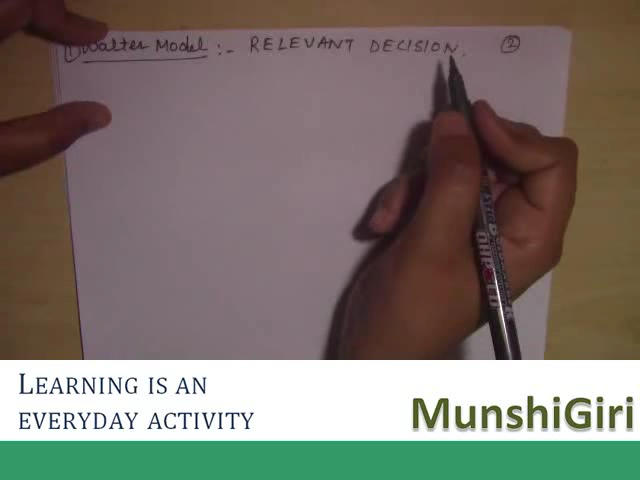 1) Walter Model :- RELEVANT DECISION. 2
LEARNING IS AN
EVERYDAY ACTIVITY
MunshiGiri